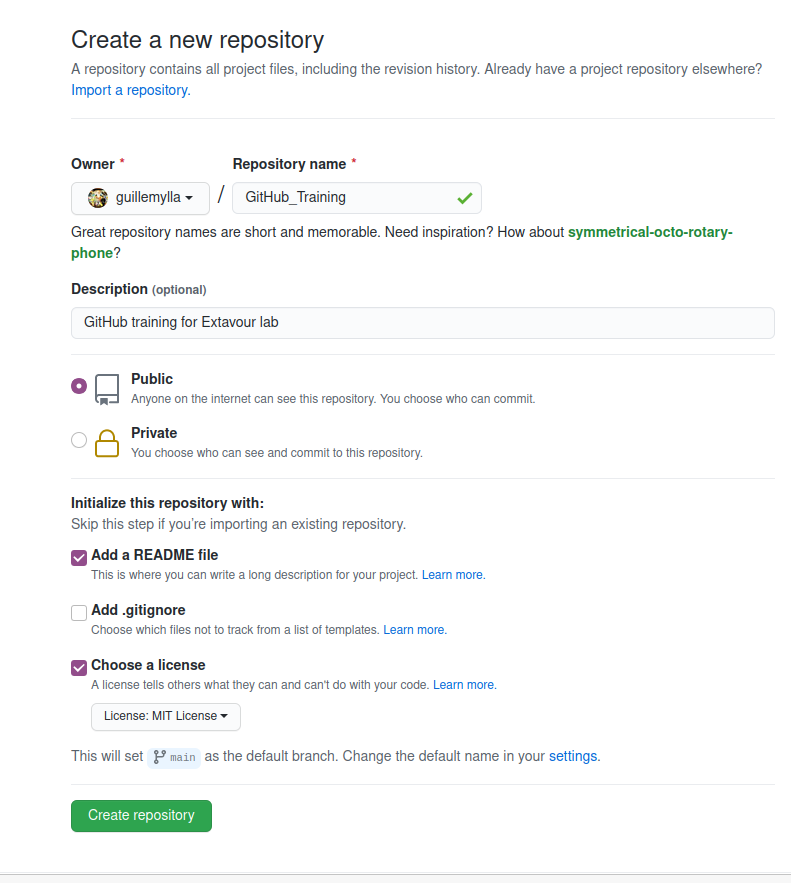 Create a new repository
A repository contains all project files, including the revision history. Already have a project repository elsewhere?
Import a repository.
Owner *
Repository name *
guillemylla
/
GitHub_Training
Great repository names are short and memorable. Need inspiration? How about symmetrical-octo-rotary-
phone?
Description (optional)
GitHub training for Extavour lab
Public
Anyone on the internet can see this repository. You choose who can commit.
Private
You choose who can see and commit to this repository.
Initialize this repository with:
Skip this step if you’re importing an existing repository.
Add a README file
This is where you can write a long description for your project. Learn more.
Add .gitignore
Choose which files not to track from a list of templates. Learn more.
Choose a license
A license tells others what they can and can't do with your code. Learn more.
License: MIT License
This will set main as the default branch. Change the default name in your settings.
Create repository